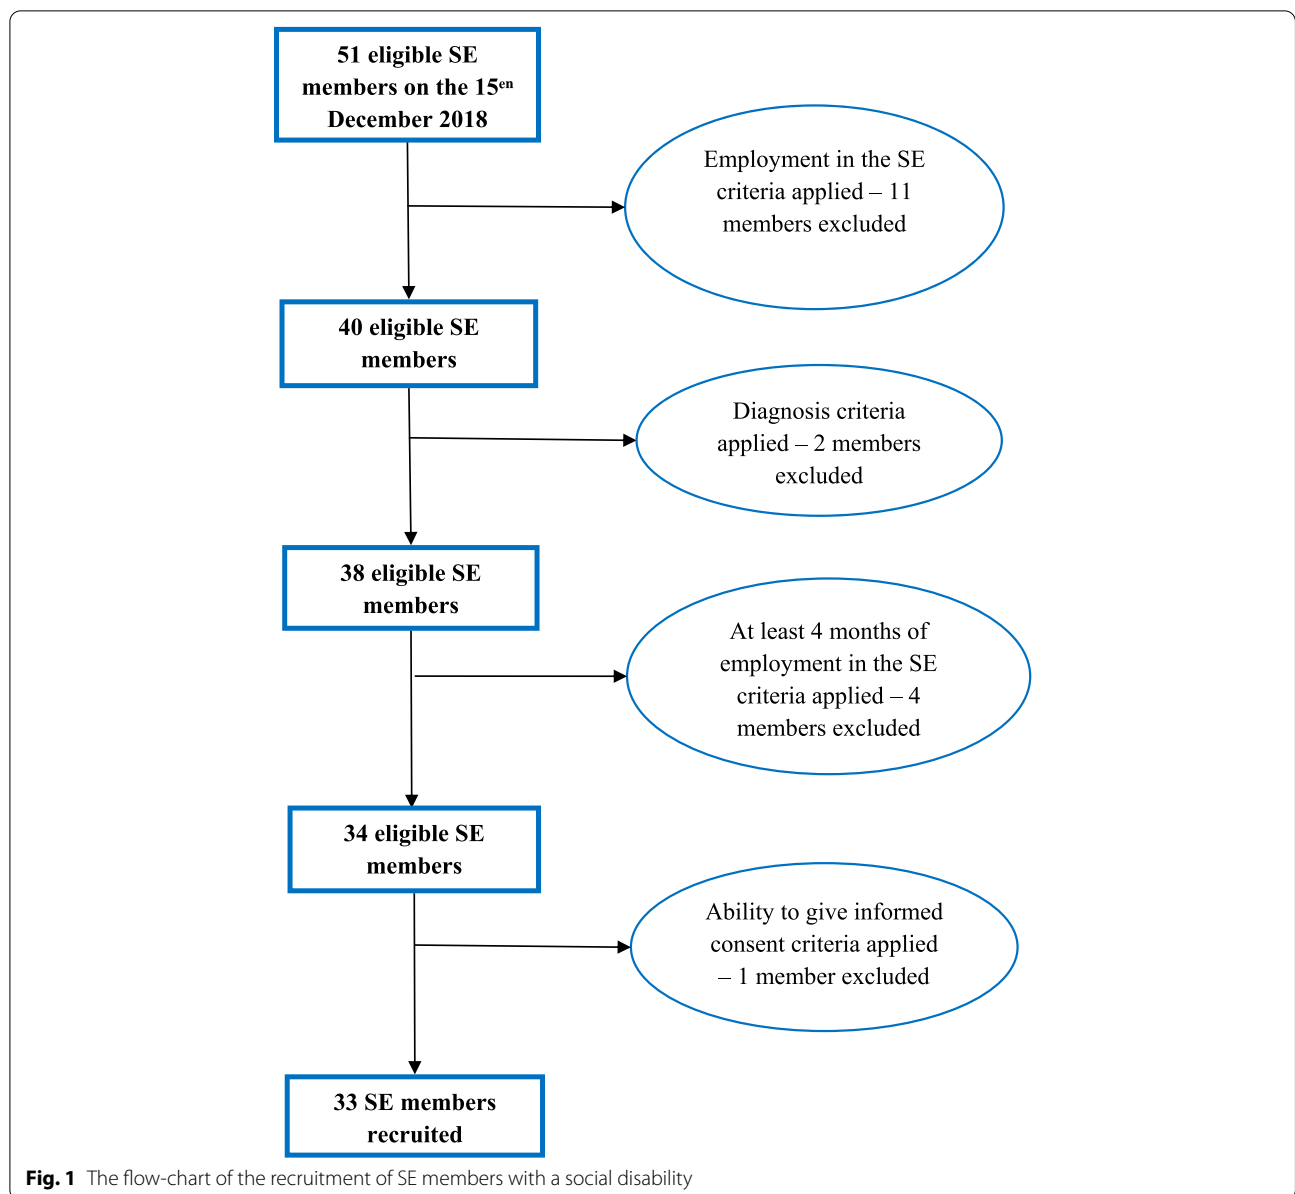 51 eligible SE
members on the 15en
December 2018
Employment in the SE
criteria applied – 11
members excluded
40 eligible SE
members
Diagnosis criteria
applied – 2 members
excluded
38 eligible SE
members
At least 4 months of
employment in the SE
criteria applied – 4
members excluded
34 eligible SE
members
Ability to give informed
consent criteria applied
– 1 member excluded
33 SE members
recruited
Fig. 1 The flow-chart of the recruitment of SE members with a social disability